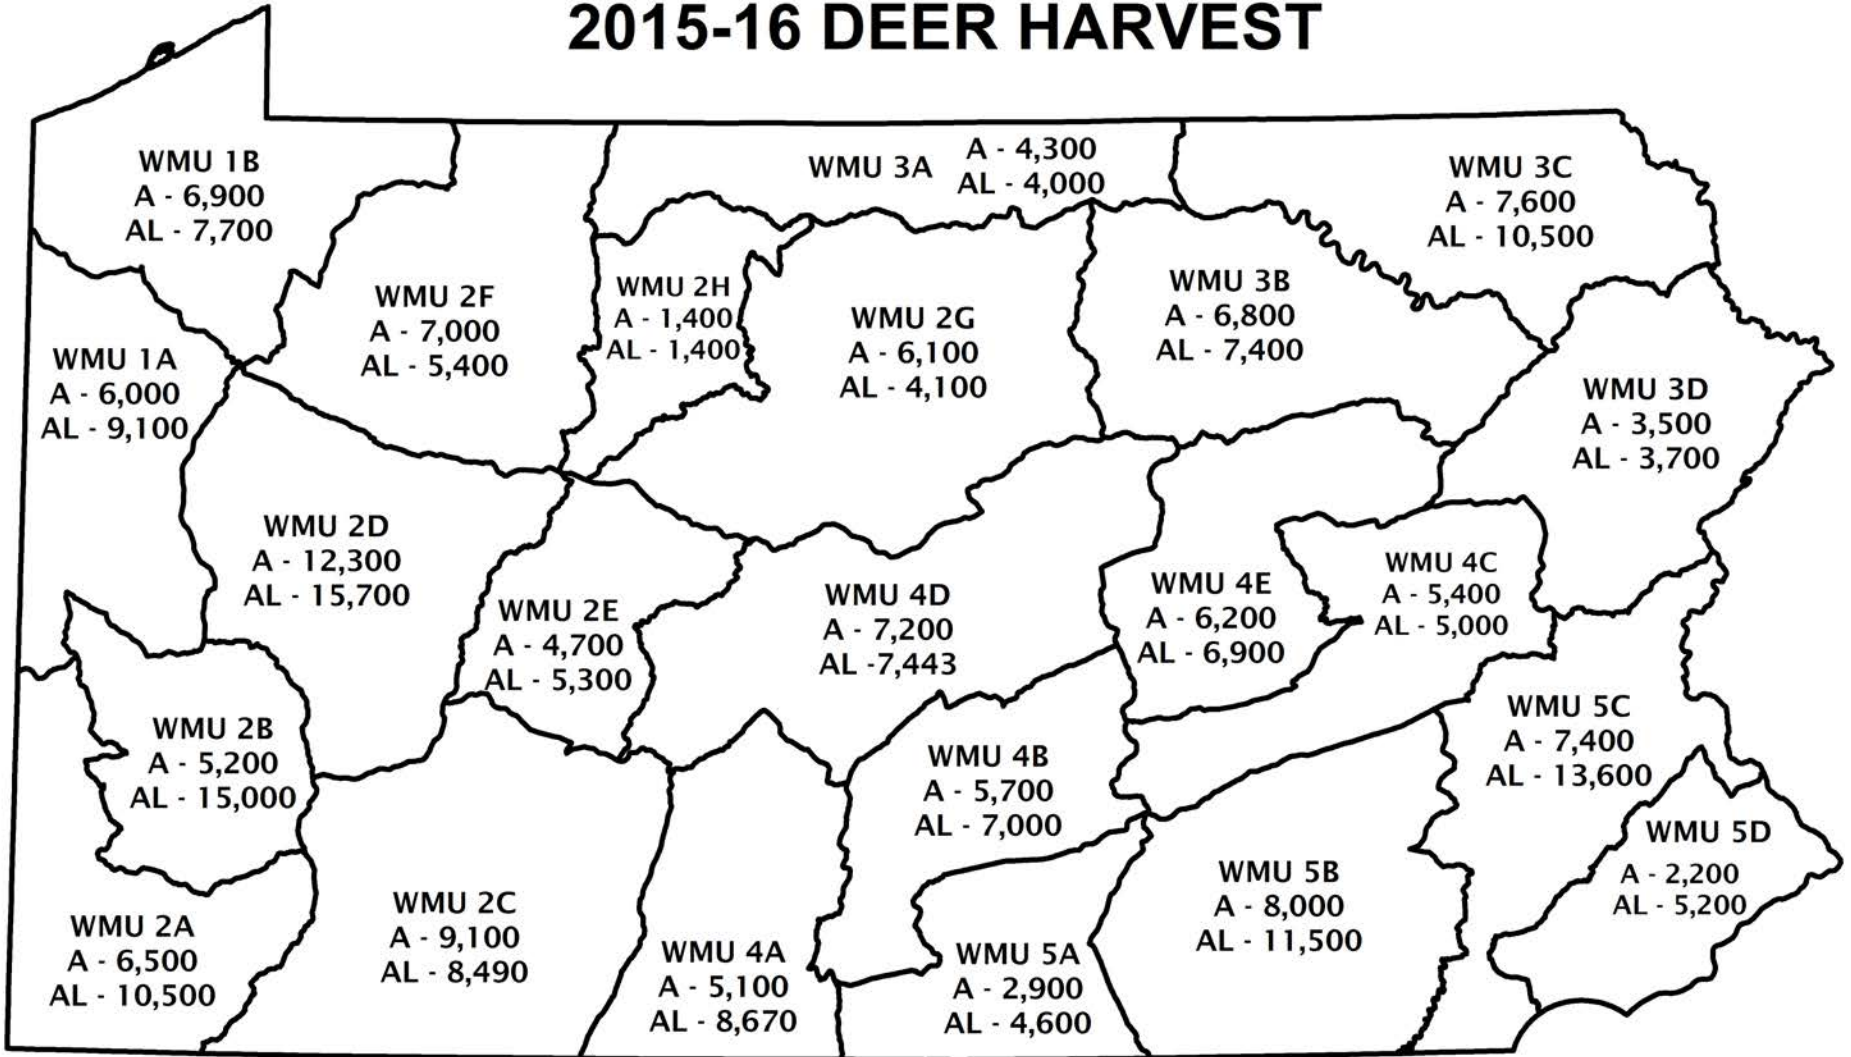 2015-16 DEER HARVEST
WMU 1B
A - 6,900
AL - 7,700
WMU 3A
A - 4,300
AL - 4,000
WMU 3C
A - 7,600
AL - 10,500
WMU 2F
A - 7,000
AL - 5,400
WMU 2H
A - 1,400
AL - 1,400
WMU 2G
A - 6,100
AL - 4,100
WMU 3B
A - 6,800
AL - 7,400
WMU 1A
A - 6,000
AL - 9,100
WMU 3D
A - 3,500
AL - 3,700
WMU 2D
A - 12,300
AL - 15,700
WMU 2E
A - 4,700
AL - 5,300
WMU 4D
A - 7,200
AL -7,443
WMU 4E
A - 6,200
AL - 6,900
WMU 4C
A - 5,400
AL - 5,000
WMU 2B
A - 5,200
AL - 15,000
WMU 4B
A - 5,700
AL - 7,000
WMU 5C
A - 7,400
AL - 13,600
WMU 5D
A - 2,200
AL - 5,200
WMU 2A
A - 6,500
AL - 10,500
WMU 2C
A - 9,100
AL - 8,490
WMU 4A
A - 5,100
AL - 8,670
WMU 5A
A - 2,900
AL - 4,600
WMU 5B
A - 8,000
AL - 11,500